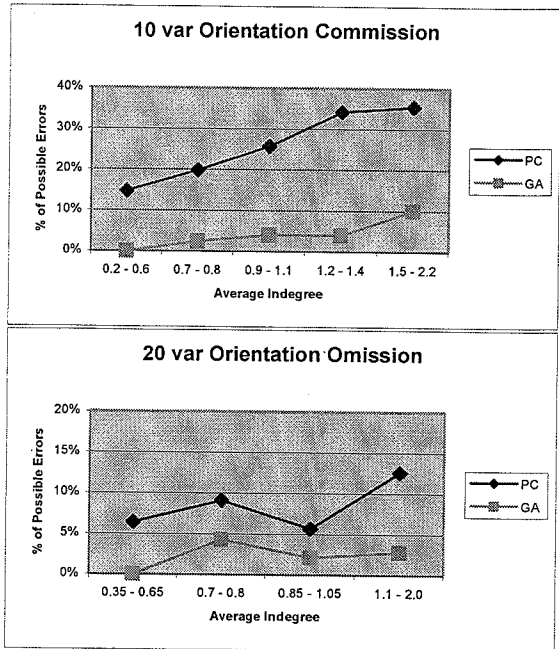 10 var Orientation Commission
40%
30%
20%
10%
0%
% of Possible Errors
0.2 - 0.6 0.7 - 0.8 0.9 - 1.1 1.2 - 1.4 1.5 - 2.2
Average Indegree
PC
GA
20 var Orientation Omission
20%
15%
10%
5%
0%
% of Possible Errors
0.35 - 0.65 0.7 - 0.8 0.85 - 1.05 1.1 - 2.0
Average Indegree
PC
GA